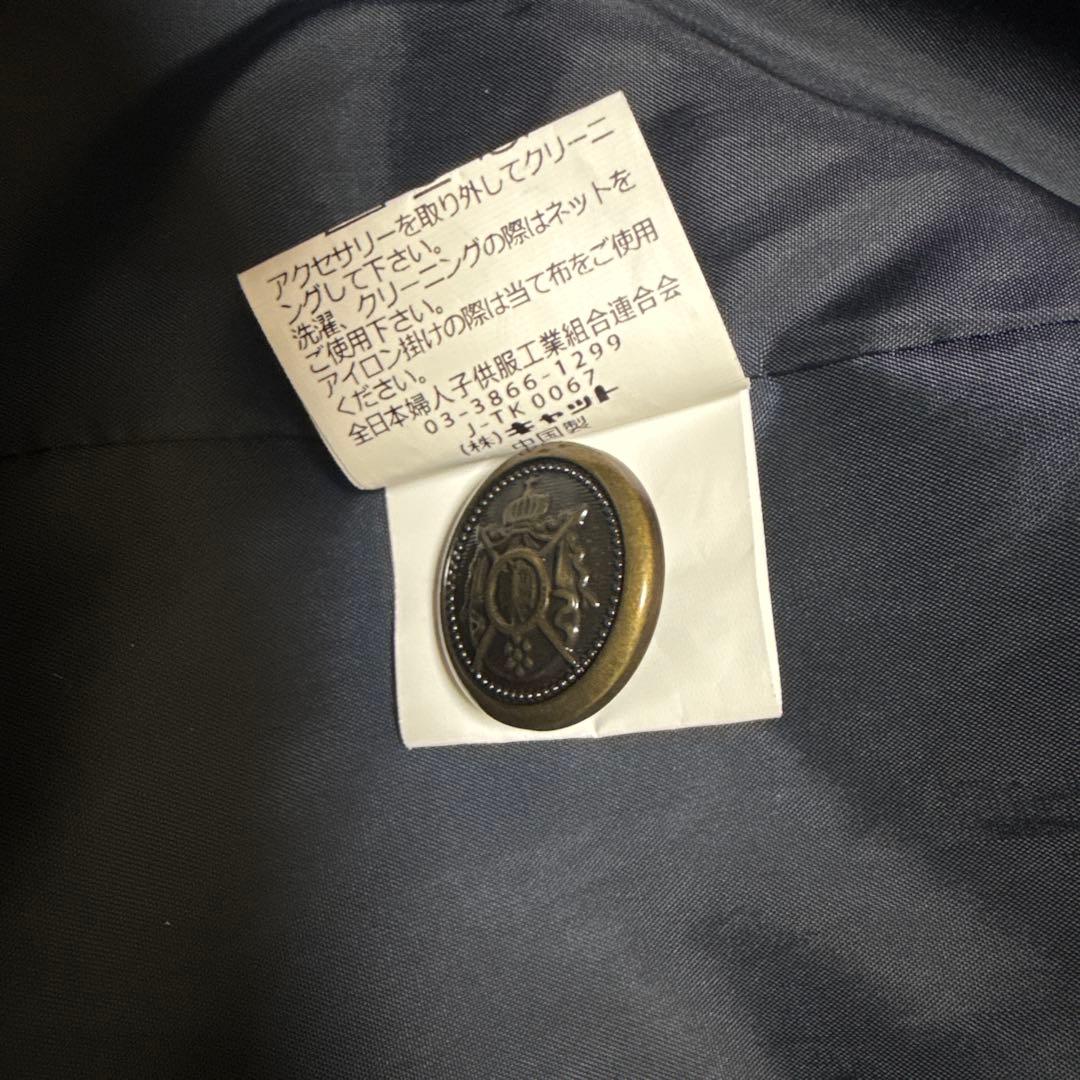 アクセサリーを取り外してクリーニ
ングして下さい。
洗濯、クリーニングの際はネットを
ご使用下さい。
アイロン掛けの際は当て布をご使用
ください。
全日本婦人子供服工業組合連合会
03-3866-1299
J-TK0067
(株)キャット
中国製